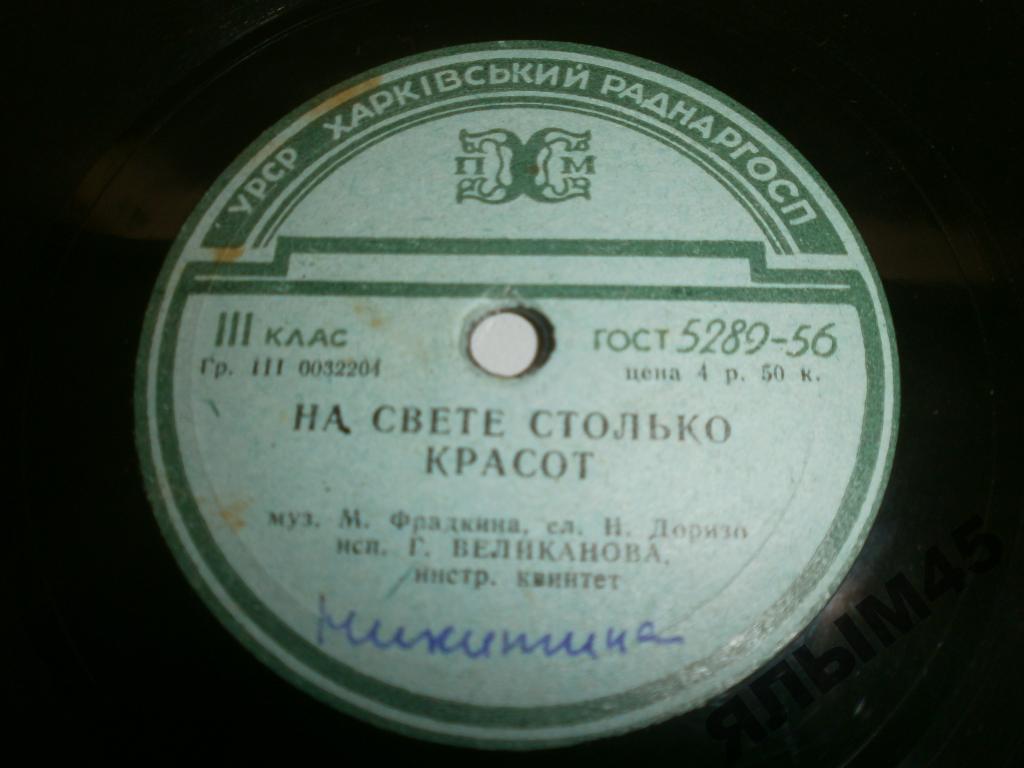 УРСР ХАРКІВСЬКИЙ РАДНАРГОСП
П М
III КЛАС ГОСТ 5289-56
Гр. III 0032204 цена 4 р. 50 к.
НА СВЕТЕ СТОЛЬКО
КРАСОТ
муз. М. Фрадкина, сл. Н. Доризо
исп. Г. ВЕЛИКАНОВА,
инстр. квинтет
Никитина
ЯЛЫМ45